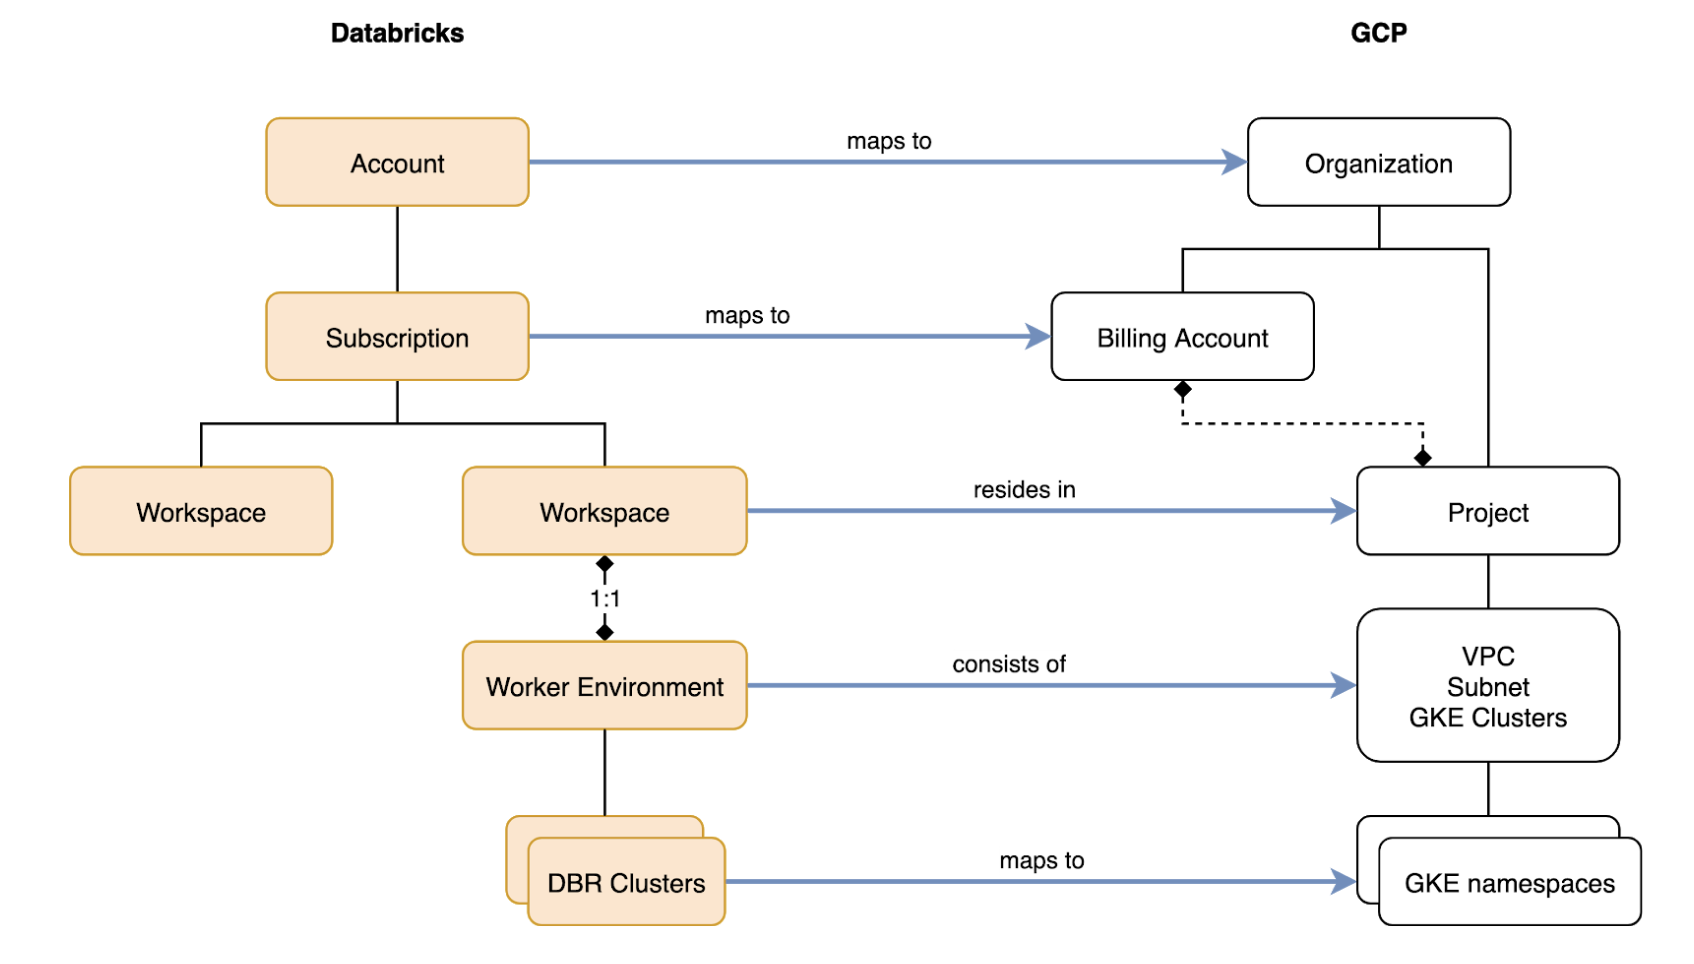 Databricks
GCP
Account
maps to
Organization
Subscription
maps to
Billing Account
Workspace
Workspace
resides in
Project
1:1
Worker Environment
consists of
VPC
Subnet
GKE Clusters
DBR Clusters
maps to
GKE namespaces